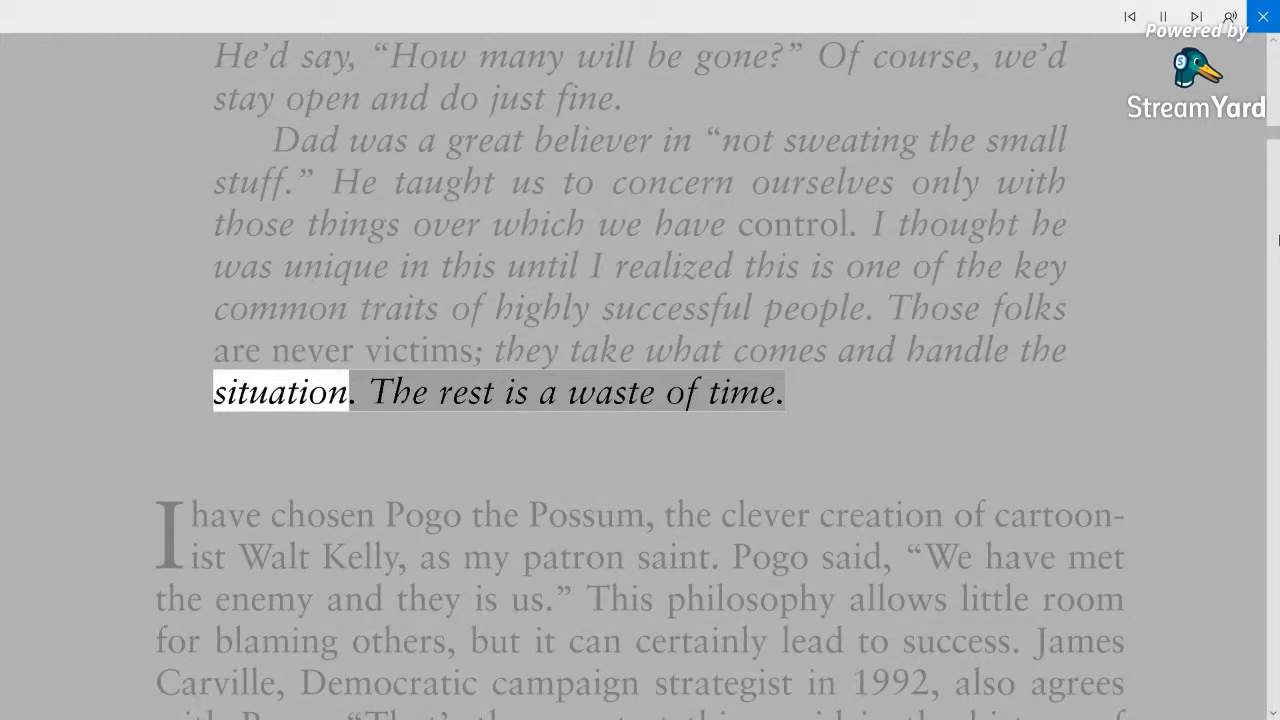 Powered by
StreamYard
He'd say, “How many will be gone?” Of course, we'd
stay open and do just fine.
Dad was a great believer in “not sweating the small
stuff.” He taught us to concern ourselves only with
those things over which we have control. I thought he
was unique in this until I realized this is one of the key
common traits of highly successful people. Those folks
are never victims; they take what comes and handle the
situation. The rest is a waste of time.
I have chosen Pogo the Possum, the clever creation of cartoon-
ist Walt Kelly, as my patron saint. Pogo said, “We have met
the enemy and they is us.” This philosophy allows little room
for blaming others, but it can certainly lead to success. James
Carville, Democratic campaign strategist in 1992, also agrees